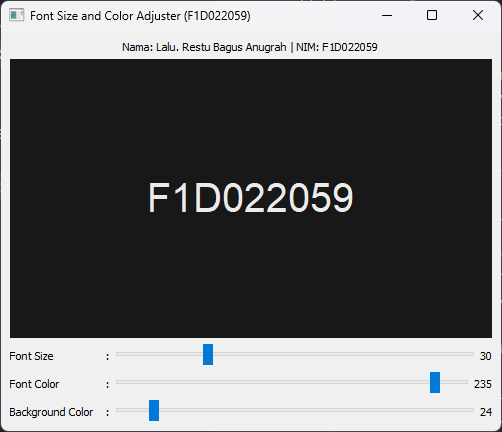 Font Size and Color Adjuster (F1D022059)
Nama: Lalu. Restu Bagus Anugrah | NIM: F1D022059
F1D022059
Font Size : 30
Font Color : 235
Background Color : 24